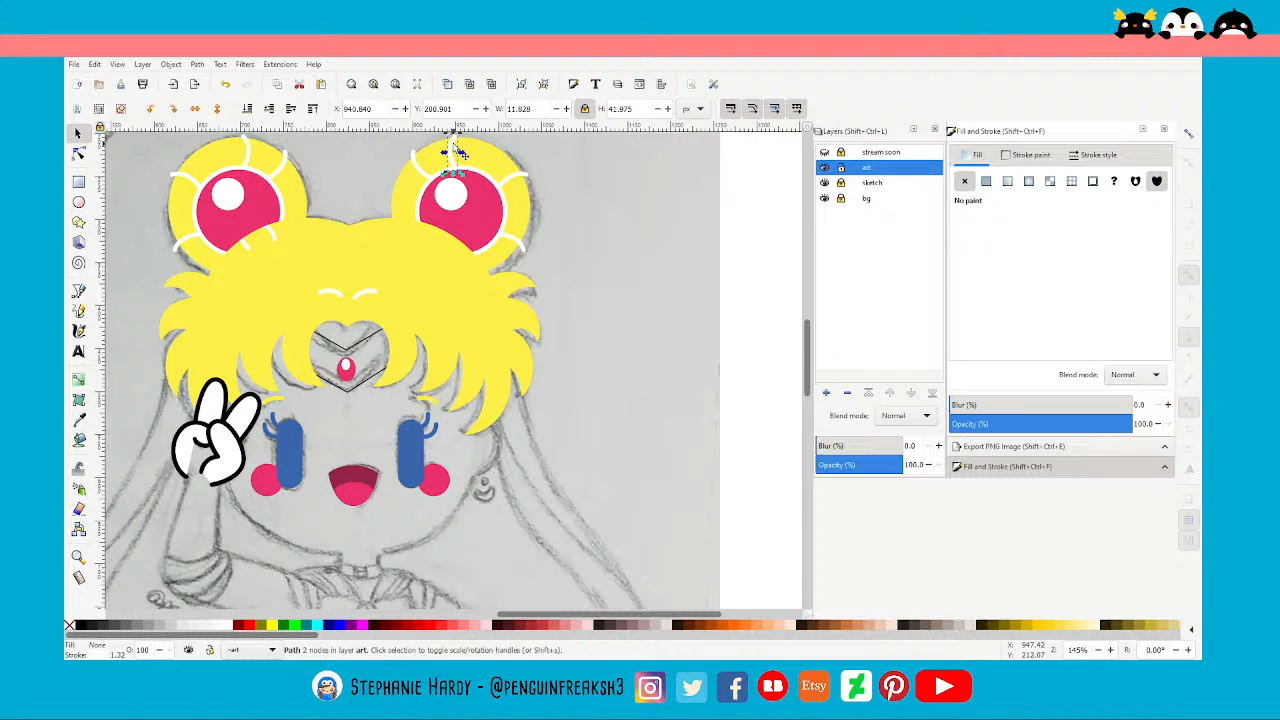 File Edit View Layer Object Path Text Filters Extensions Help
X: 940.840 Y: 200.901 W: 11.828 H: 41.975 px
Layers (Shift+Ctrl+L)
stream soon
art
sketch
bg
Blend mode: Normal
Blur (%) 0.0
Opacity (%) 100.0
Fill and Stroke (Shift+Ctrl+F)
Fill Stroke paint Stroke style
No paint
Blend mode: Normal
Blur (%) 0.0
Opacity (%) 100.0
Export PNG Image (Shift+Ctrl+E)
Fill and Stroke (Shift+Ctrl+F)
Fill: None
Stroke: 1.32 O: 100
art
Path 2 nodes in layer art. Click selection to toggle scale/rotation handles (or Shift+s).
X: 947.42
Y: 212.07
Z: 145% R: 0.00°
Stephanie Hardy - @penguinfreaksh3
Etsy